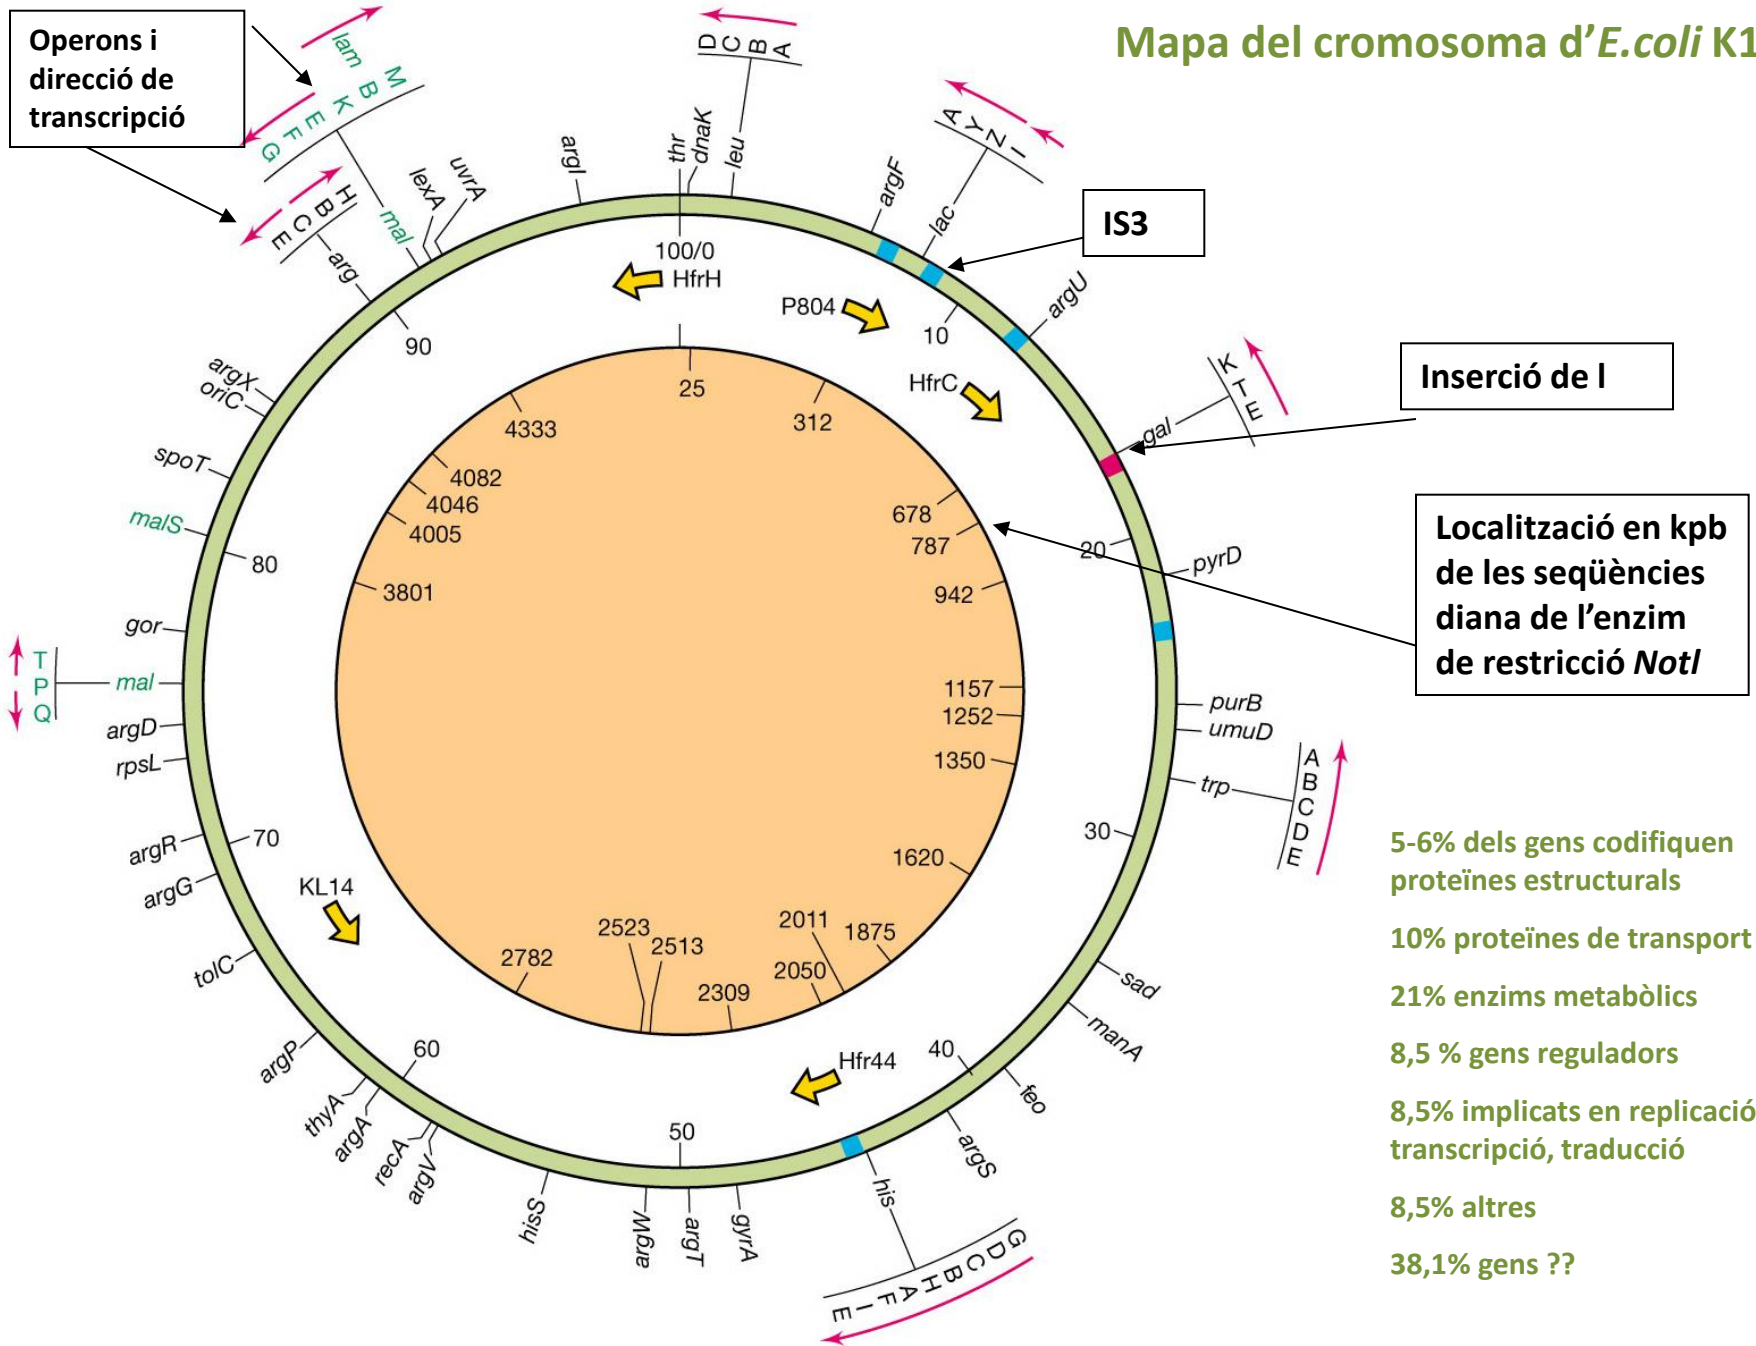 Mapa del cromosoma d’E.coli K1
Operons i
direcció de
transcripció
IS3
Inserció de l
Localització en kpb
de les seqüències
diana de l’enzim
de restricció NotI
5-6% dels gens codifiquen
proteïnes estructurals
10% proteïnes de transport
21% enzims metabòlics
8,5 % gens reguladors
8,5% implicats en replicació
transcripció, traducció
8,5% altres
38,1% gens ??
thr
dnaK
leu
D C B A
argF
lac
A Y Z I
argU
gal
K T E
pyrD
purB
umuD
trp
A
B
C
D
E
sad
manA
feo
argS
his
G D C B H A F I E
gyrA
argT
argW
hisS
argV
recA
argA
thyA
argP
tolC
argG
argR
rpsL
argD
mal
T
P
Q
gor
malS
spoT
oriC
argX
arg
E C B H
mal
G F E K B M
lam
lexA
uvrA
argI
100/0
10
20
30
40
50
60
70
80
90
HfrH
P804
HfrC
Hfr44
KL14
25
312
678
787
942
1157
1252
1350
1620
1875
2011
2050
2309
2513
2523
2782
3801
4005
4046
4082
4333